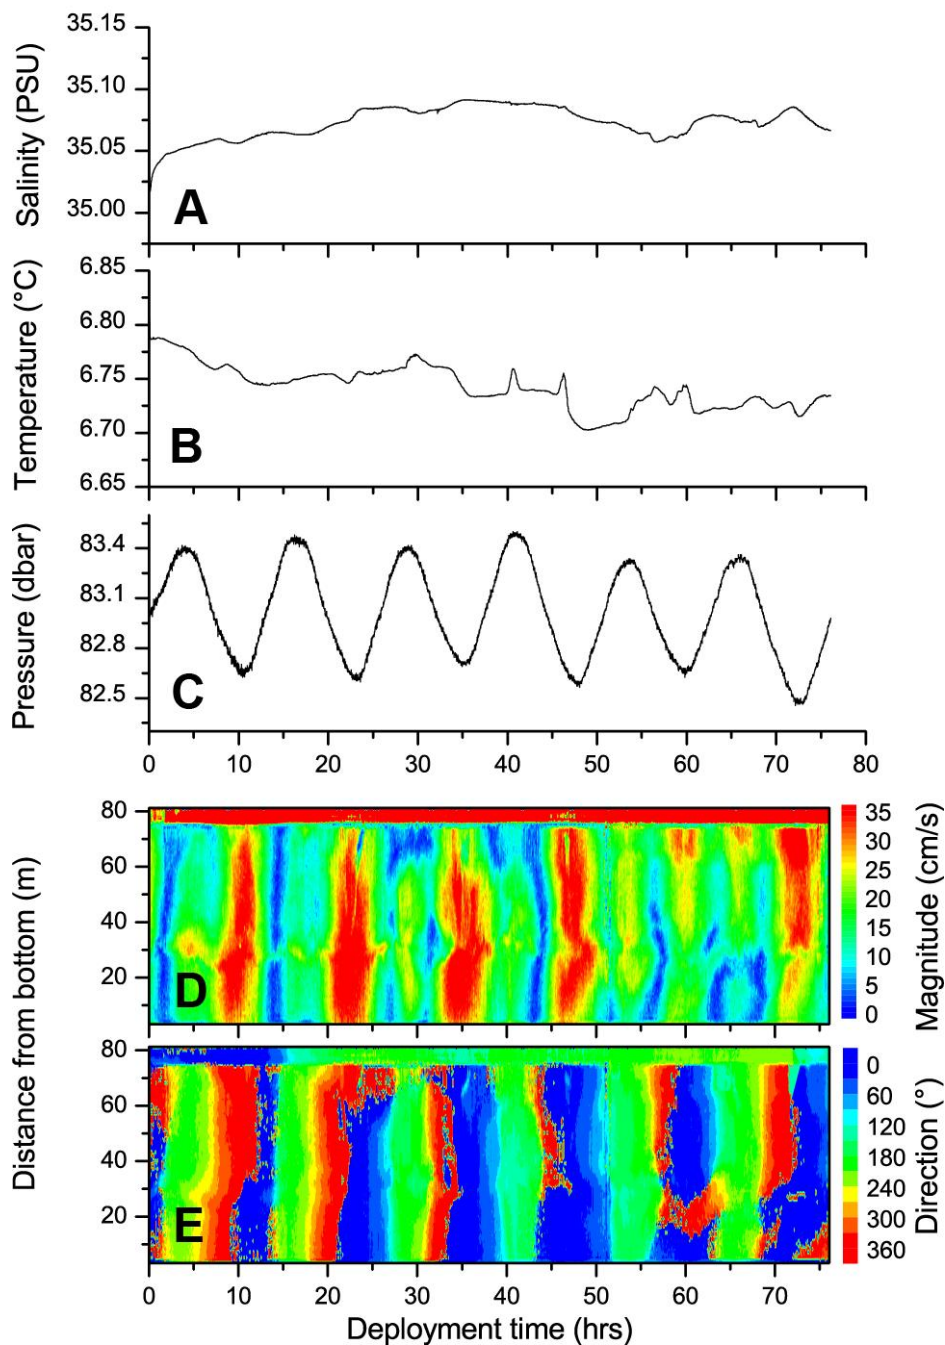 35.15
35.10
35.05
35.00
Salinity (PSU)
A
6.85
6.80
6.75
6.70
6.65
Temperature (°C)
B
83.4
83.1
82.8
82.5
Pressure (dbar)
C
0 10 20 30 40 50 60 70 80
80
60
40
20
D
35
30
25
20
15
10
5
0
Magnitude (cm/s)
Distance from bottom (m)
80
60
40
20
E
0
60
120
180
240
300
360
Direction (°)
0 10 20 30 40 50 60 70
Deployment time (hrs)